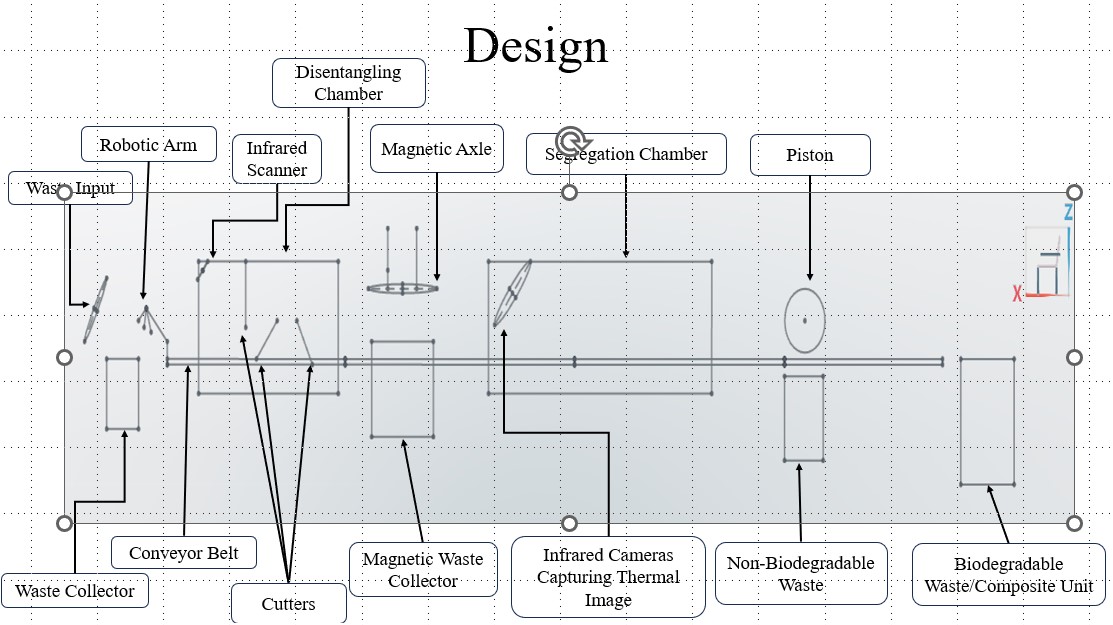 Design
Disentangling
Chamber
Robotic Arm
Infrared
Scanner
Magnetic Axle
Segregation Chamber
Piston
Waste Input
Z
X
Conveyor Belt
Waste Collector
Cutters
Magnetic Waste
Collector
Infrared Cameras
Capturing Thermal
Image
Non-Biodegradable
Waste
Biodegradable
Waste/Composite Unit